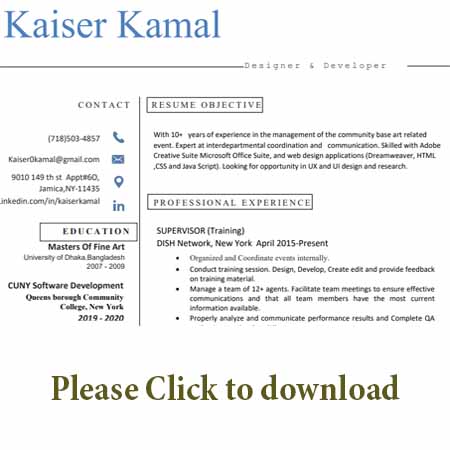 Kaiser Kamal
Designer & Developer
CONTACT
(718)503-4857
Kaiser0kamal@gmail.com
9010 149 th st Appt#6O,
Jamica,NY-11435
Linkedin.com/in/kaiserkamal
EDUCATION
Masters Of Fine Art
University of Dhaka,Bangladesh
2007 - 2009
CUNY Software Development
Queens borough Community
College, New York
2019 - 2020
RESUME OBJECTIVE
With 10+ years of experience in the management of the community base art related
event. Expert at interdepartmental coordination and communication. Skilled with Adobe
Creative Suite Microsoft Office Suite, and web design applications (Dreamweaver, HTML
,CSS and Java Script). Looking for opportunity in UX and UI design and research.
PROFESSIONAL EXPERIENCE
SUPERVISOR (Training)
DISH Network, New York April 2015-Present
• Organized and Coordinate events internally.
• Conduct training session. Design, Develop, Create edit and provide feedback
on training material.
• Manage a team of 12+ agents. Facilitate team meetings to ensure effective
communications and that all team members have the most current
information available.
• Properly analyze and communicate performance results and Complete QA
Please Click to download